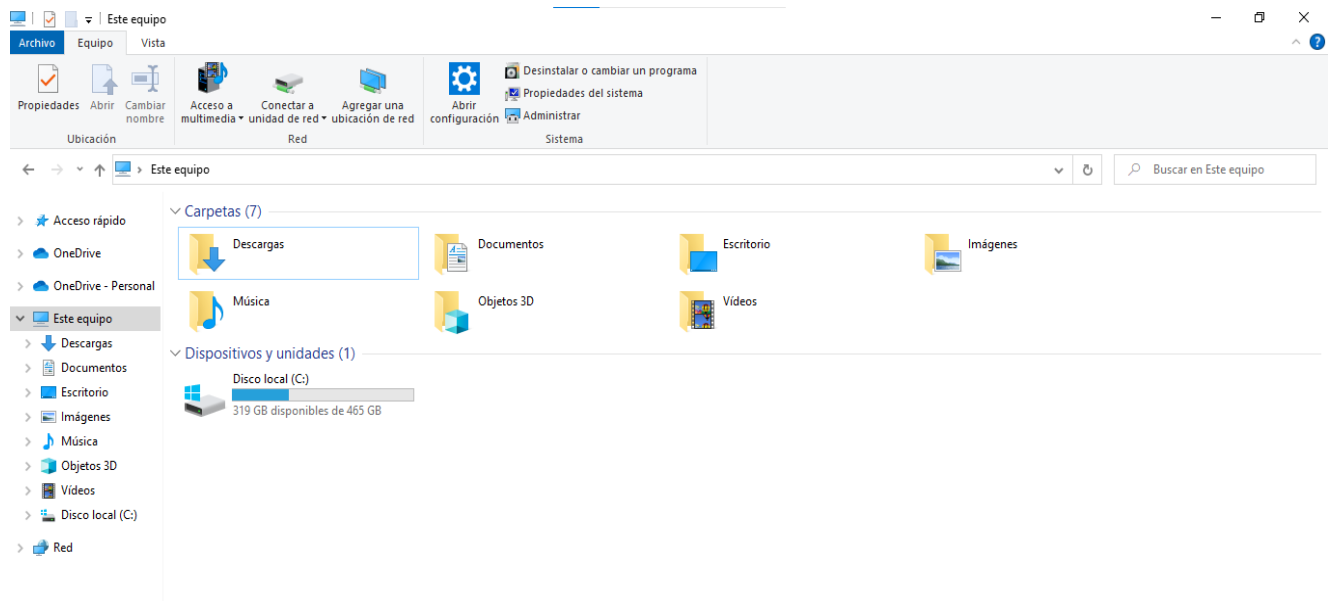 Este equipo
Archivo Equipo Vista
Propiedades Abrir Cambiar nombre
Ubicación
Acceso a multimedia Conectar a unidad de red Agregar una ubicación de red
Red
Abrir configuración
Desinstalar o cambiar un programa
Propiedades del sistema
Administrar
Sistema
Este equipo
Buscar en Este equipo
Acceso rápido
OneDrive
OneDrive - Personal
Este equipo
Descargas
Documentos
Escritorio
Imágenes
Música
Objetos 3D
Vídeos
Disco local (C:)
Red
Carpetas (7)
Descargas Documentos Escritorio Imágenes
Música Objetos 3D Vídeos
Dispositivos y unidades (1)
Disco local (C:)
319 GB disponibles de 465 GB